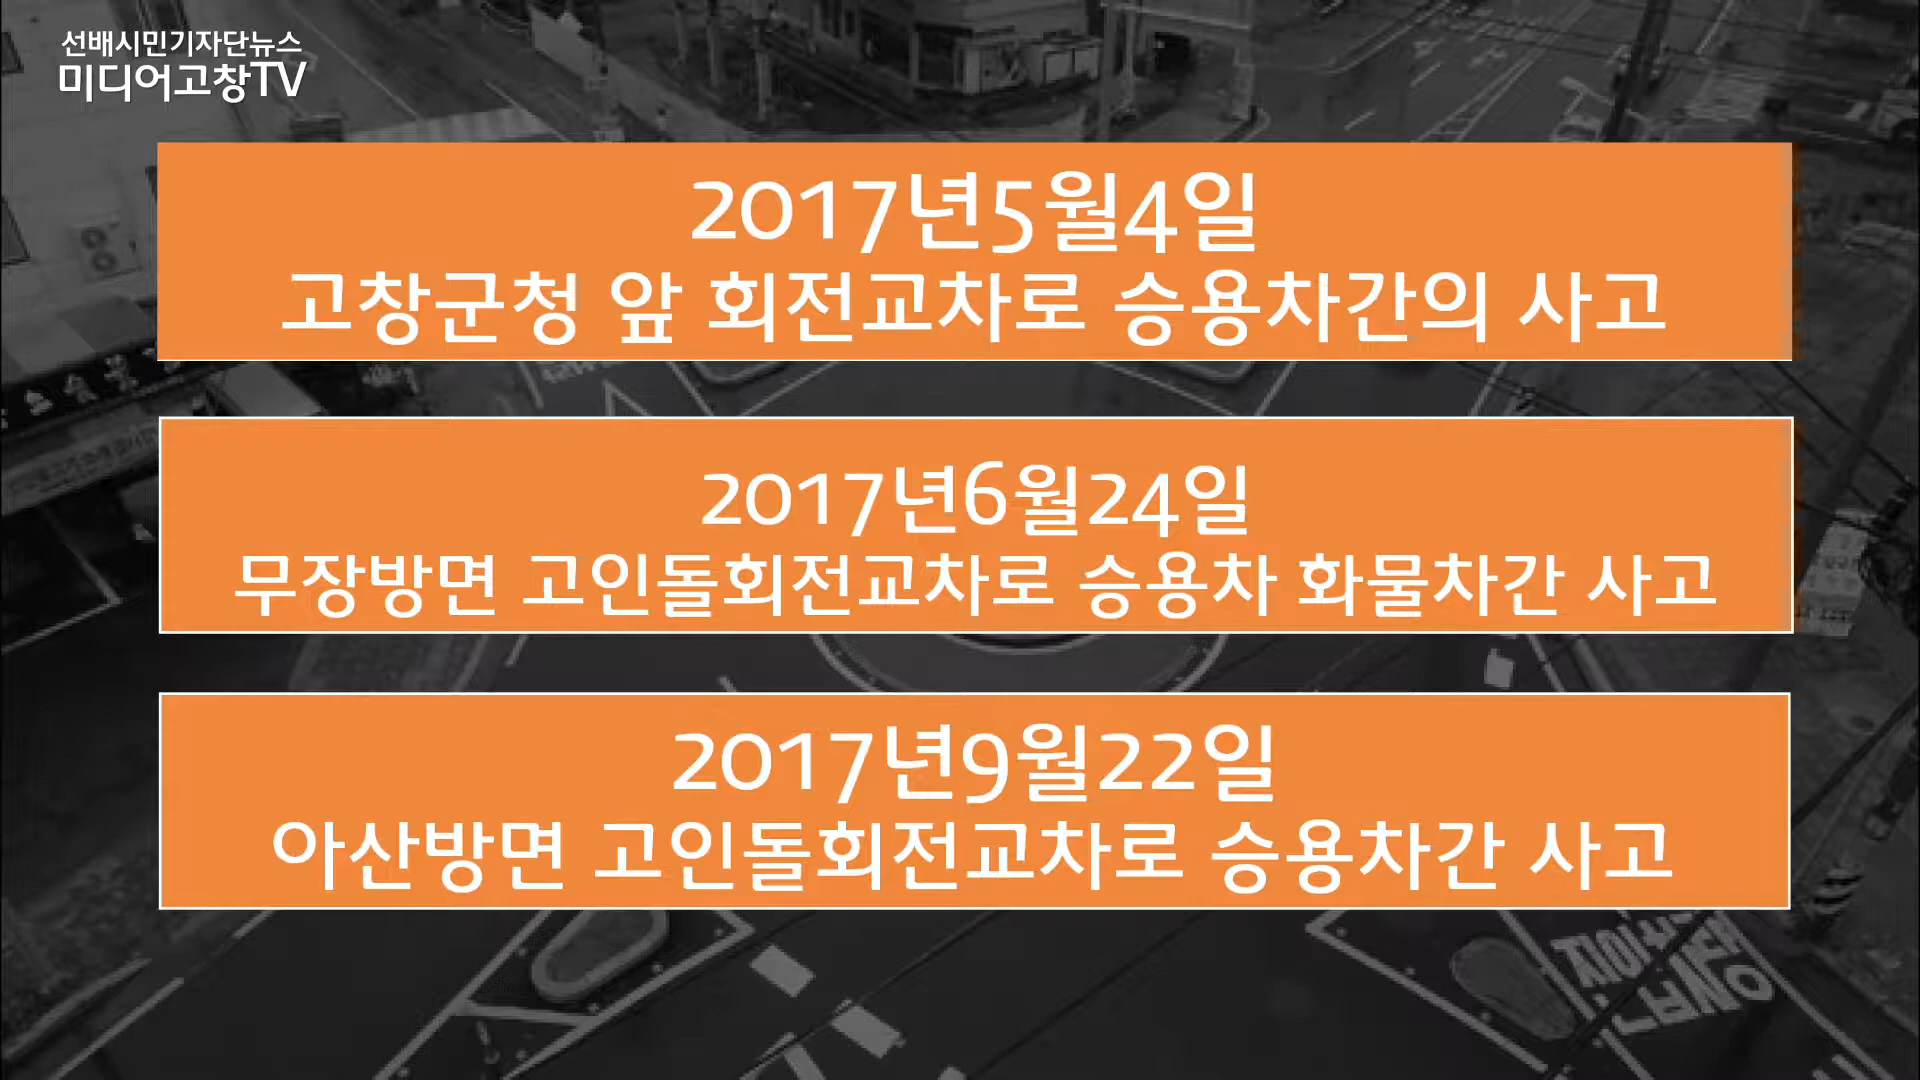 선배시민기자단뉴스
미디어고창TV
2017년5월4일
고창군청 앞 회전교차로 승용차간의 사고
2017년6월24일
무장방면 고인돌회전교차로 승용차 화물차간 사고
2017년9월22일
아산방면 고인돌회전교차로 승용차간 사고